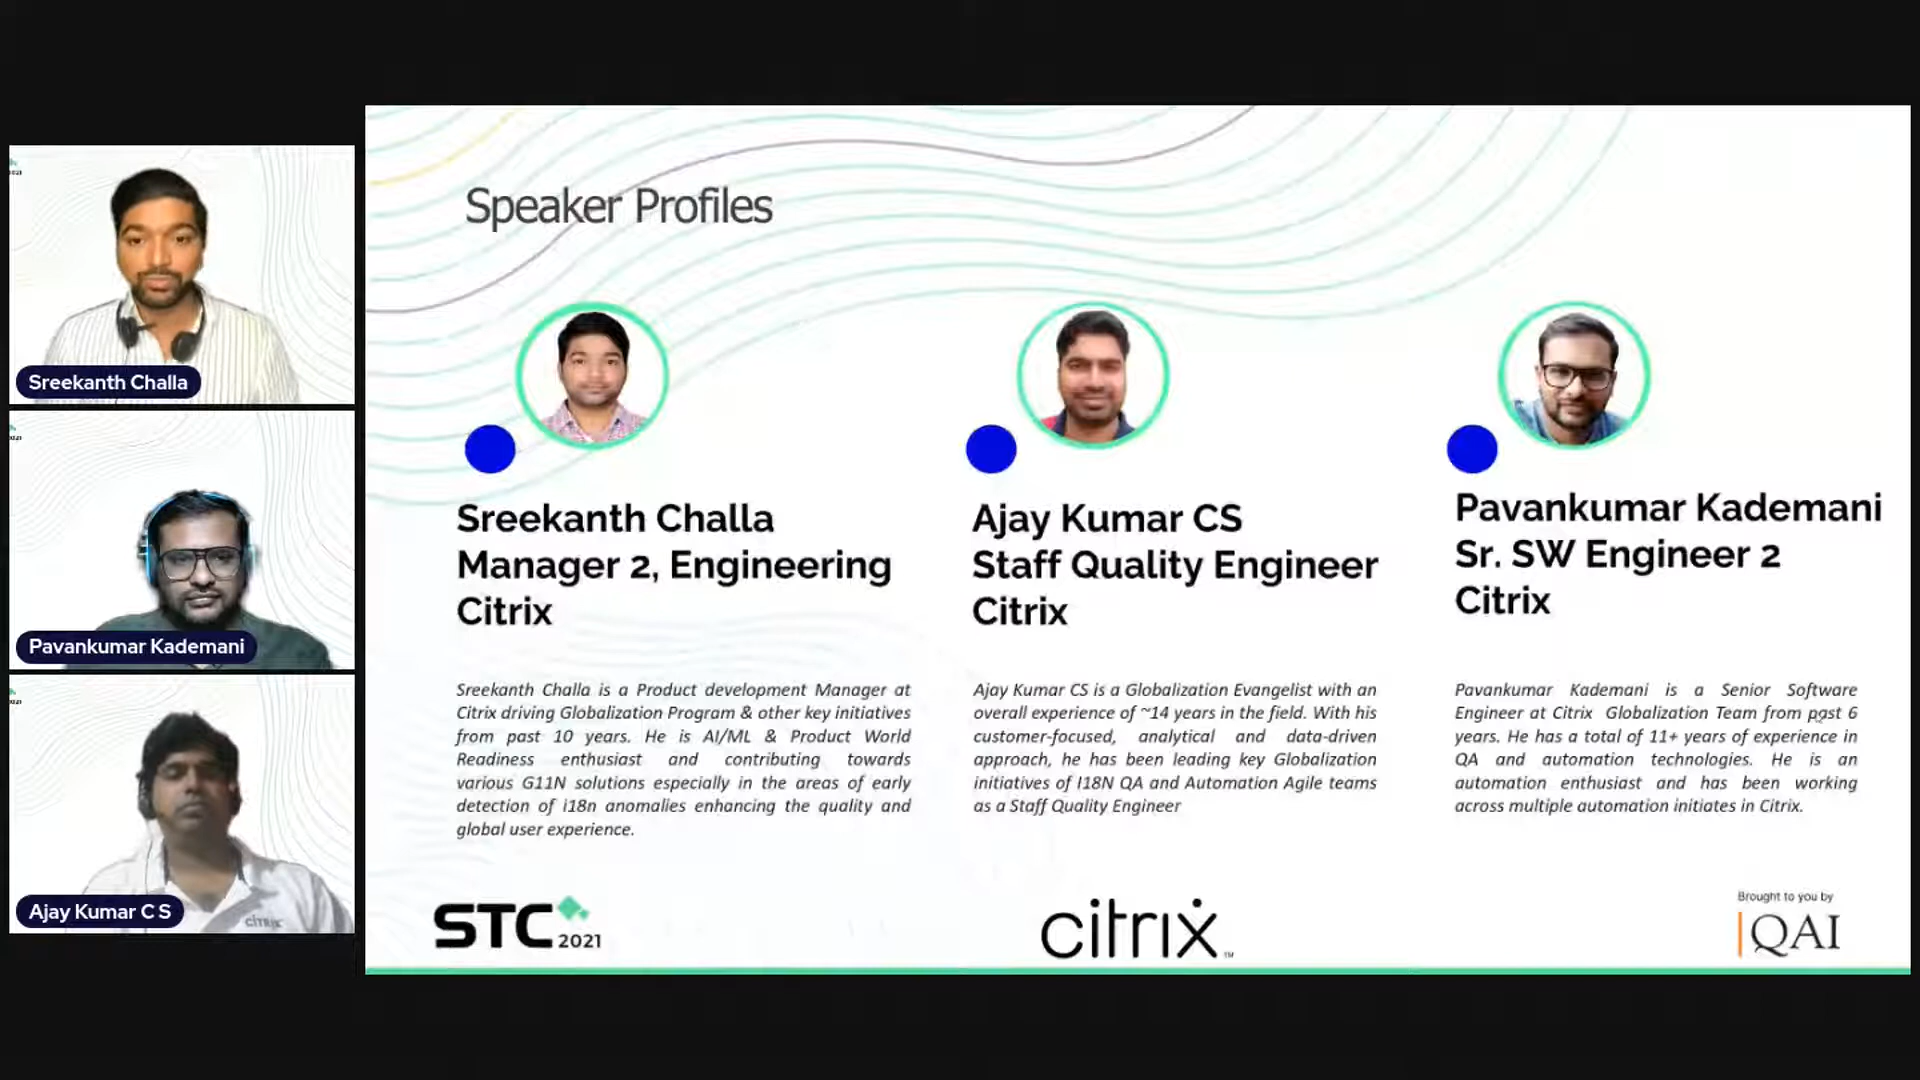 Sreekanth Challa
Pavankumar Kademani
Ajay Kumar C S
citrix
Speaker Profiles
Sreekanth Challa
Manager 2, Engineering
Citrix
Sreekanth Challa is a Product development Manager at
Citrix driving Globalization Program & other key initiatives
from past 10 years. He is AI/ML & Product World
Readiness enthusiast and contributing towards
various G11N solutions especially in the areas of early
detection of i18n anomalies enhancing the quality and
global user experience.
Ajay Kumar CS
Staff Quality Engineer
Citrix
Ajay Kumar CS is a Globalization Evangelist with an
overall experience of ~14 years in the field. With his
customer-focused, analytical and data-driven
approach, he has been leading key Globalization
initiatives of I18N QA and Automation Agile teams
as a Staff Quality Engineer
Pavankumar Kademani
Sr. SW Engineer 2
Citrix
Pavankumar Kademani is a Senior Software
Engineer at Citrix Globalization Team from past 6
years. He has a total of 11+ years of experience in
QA and automation technologies. He is an
automation enthusiast and has been working
across multiple automation initiates in Citrix.
STC 2021
citrix™
Brought to you by
QAI